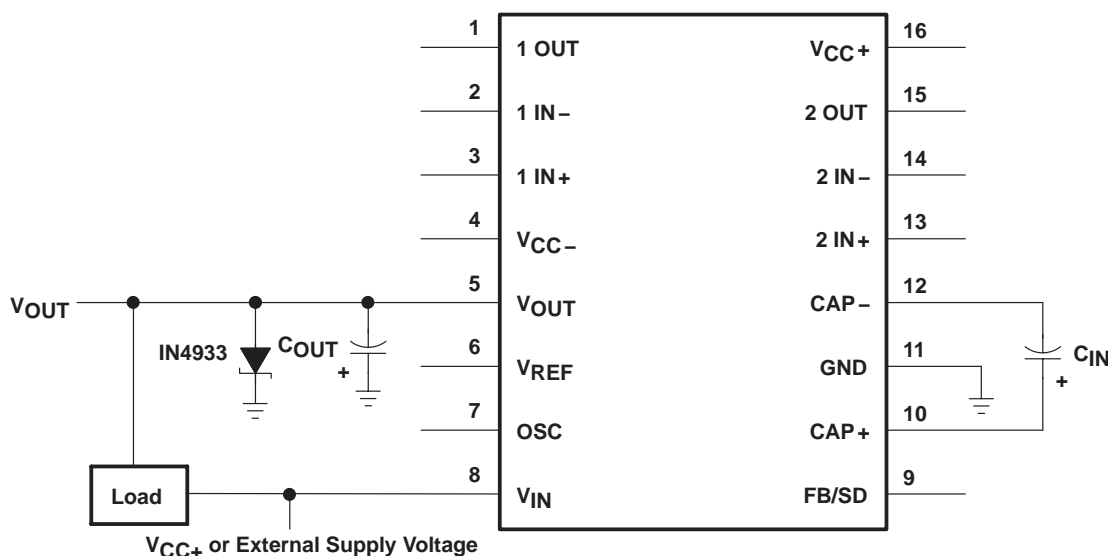 1
1 OUT
VCC+
16
2
1 IN−
2 OUT
15
3
1 IN+
2 IN−
14
4
VCC−
2 IN+
13
VOUT
5
VOUT
CAP−
12
IN4933
COUT
+
6
VREF
GND
11
CIN
+
7
OSC
CAP+
10
Load
8
VIN
FB/SD
9
VCC+ or External Supply Voltage